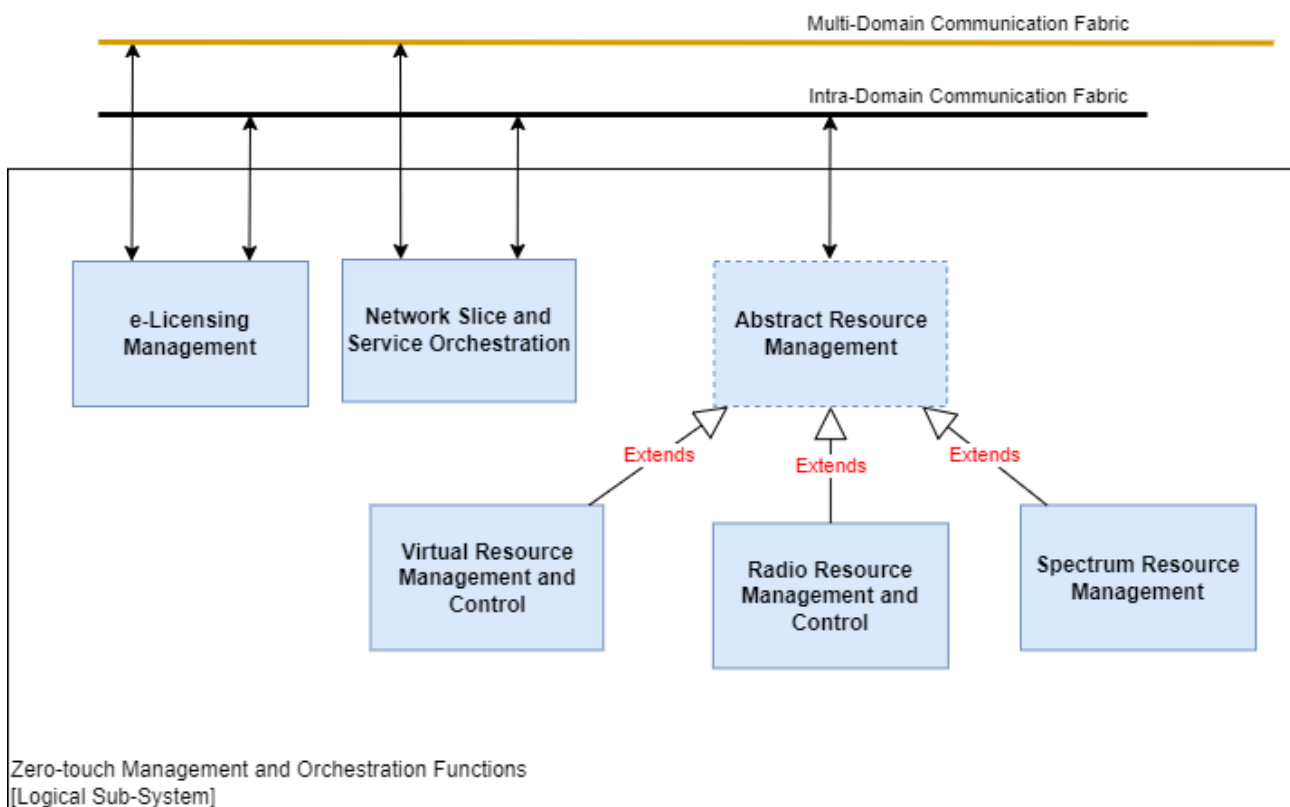 Multi-Domain Communication Fabric
Intra-Domain Communication Fabric
e-Licensing
Management
Network Slice and
Service Orchestration
Abstract Resource
Management
Extends
Extends
Extends
Virtual Resource
Management and
Control
Radio Resource
Management and
Control
Spectrum Resource
Management
Zero-touch Management and Orchestration Functions
[Logical Sub-System]